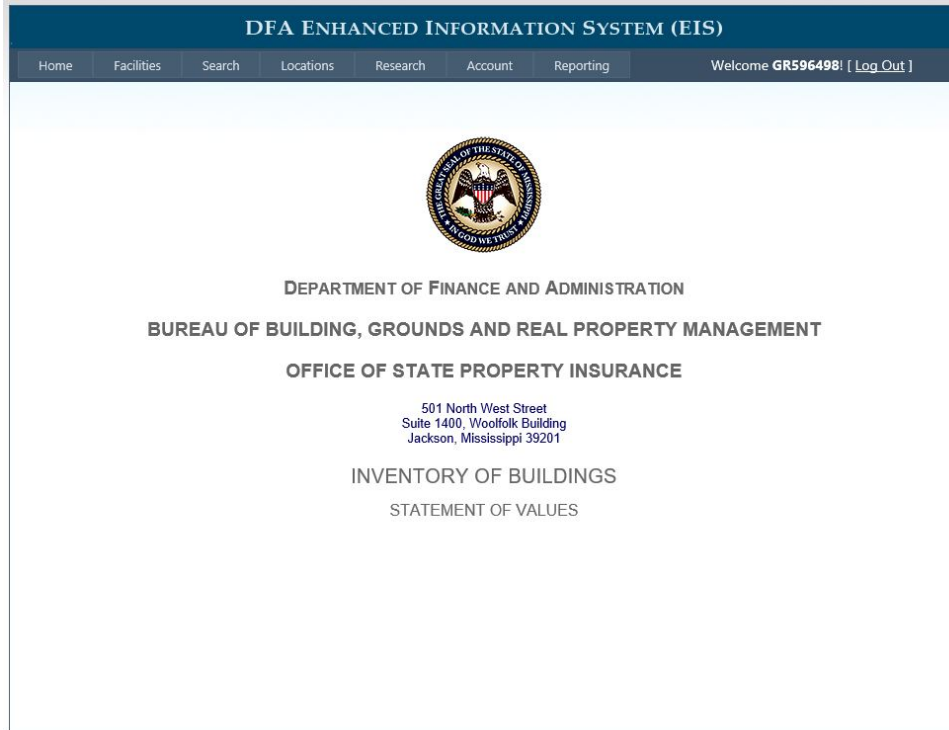 DFA ENHANCED INFORMATION SYSTEM (EIS)
Home Facilities Search Locations Research Account Reporting Welcome GR596498! [ Log Out ]
THE GREAT SEAL OF THE STATE OF MISSISSIPPI
IN GOD WE TRUST
DEPARTMENT OF FINANCE AND ADMINISTRATION
BUREAU OF BUILDING, GROUNDS AND REAL PROPERTY MANAGEMENT
OFFICE OF STATE PROPERTY INSURANCE
501 North West Street
Suite 1400, Woolfolk Building
Jackson, Mississippi 39201
INVENTORY OF BUILDINGS
STATEMENT OF VALUES